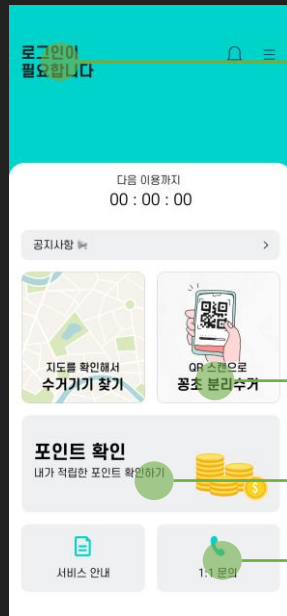 로그인이
필요합니다
다음 이용까지
00 : 00 : 00
공지사항
지도를 확인해서
수거기기 찾기
QR 스캔으로
꽁초 분리수거
포인트 확인
내가 적립한 포인트 확인하기
서비스 안내
1:1 문의